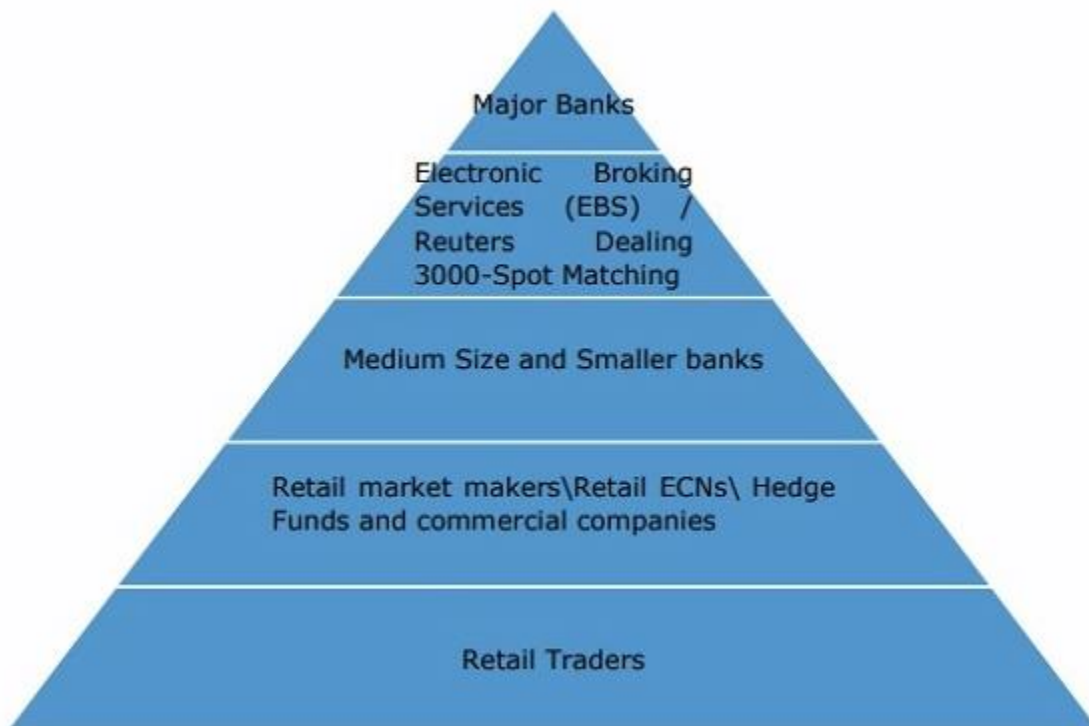 Major Banks
Electronic Broking
Services (EBS) /
Reuters Dealing
3000-Spot Matching
Medium Size and Smaller banks
Retail market makers\Retail ECNs\ Hedge
Funds and commercial companies
Retail Traders